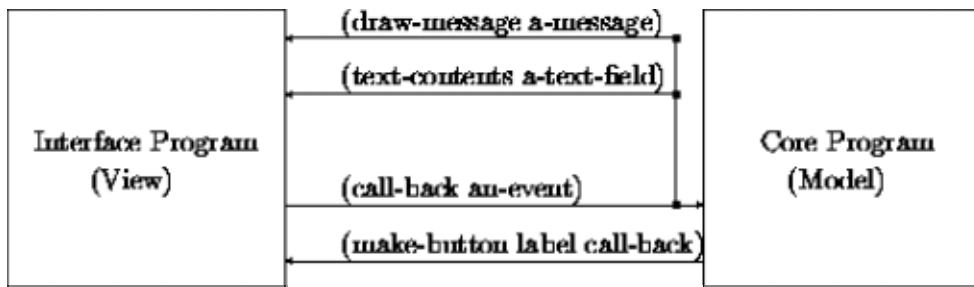 (draw-message a-message)
(text-contents a-text-field)
Interface Program
(View)
Core Program
(Model)
(call-back an-event)
(make-button label call-back)